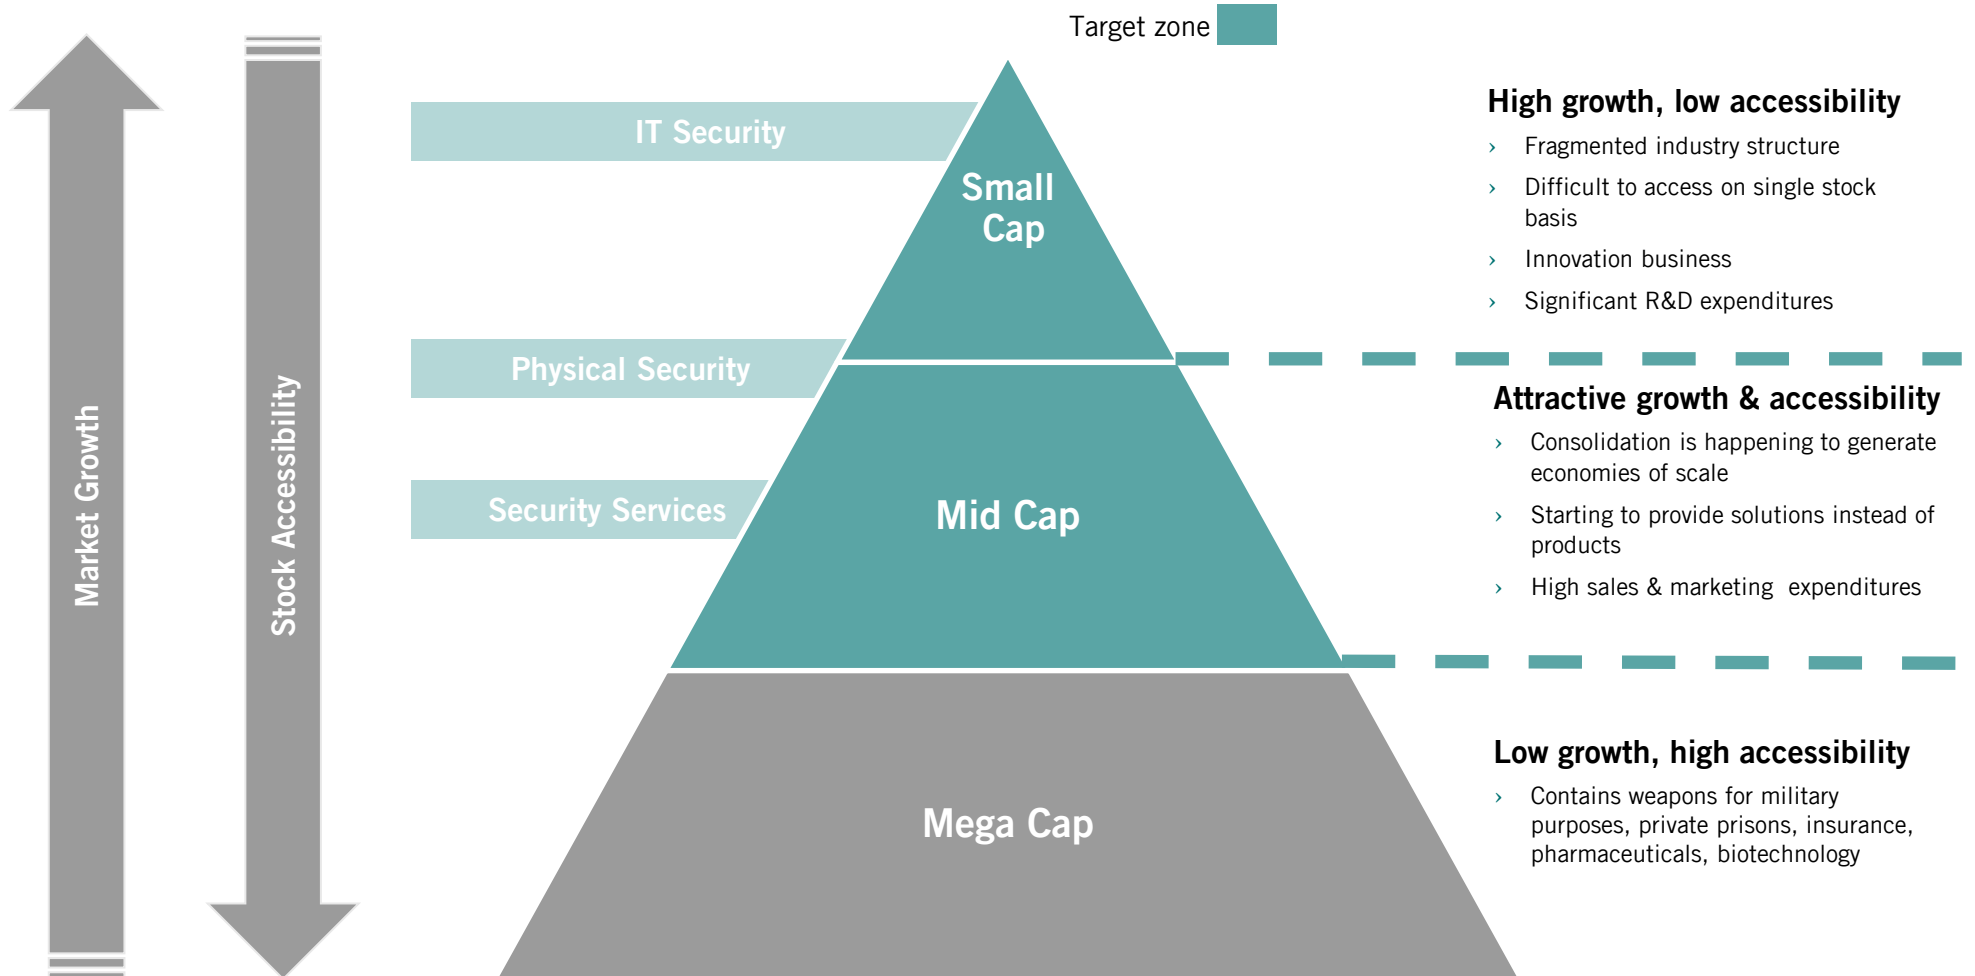 Target zone
Market Growth
Stock Accessibility
IT Security
Physical Security
Security Services
Small
Cap
Mid Cap
Mega Cap
High growth, low accessibility
› Fragmented industry structure
› Difficult to access on single stock
basis
› Innovation business
› Significant R&D expenditures
Attractive growth & accessibility
› Consolidation is happening to generate
economies of scale
› Starting to provide solutions instead of
products
› High sales & marketing expenditures
Low growth, high accessibility
› Contains weapons for military
purposes, private prisons, insurance,
pharmaceuticals, biotechnology